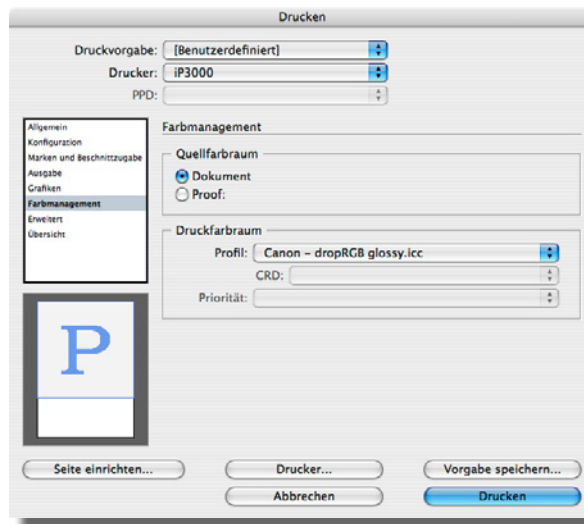 Drucken
Druckvorgabe: [Benutzerdefiniert]
Drucker: iP3000
PPD:
Allgemein
Konfiguration
Marken und Beschnittzugabe
Ausgabe
Grafiken
Farbmanagement
Erweitert
Übersicht
Farbmanagement
Quellfarbraum
Dokument
Proof:
Druckfarbraum
Profil: Canon – dropRGB glossy.icc
CRD:
Priorität:
P
Seite einrichten... Drucker... Vorgabe speichern...
Abbrechen Drucken